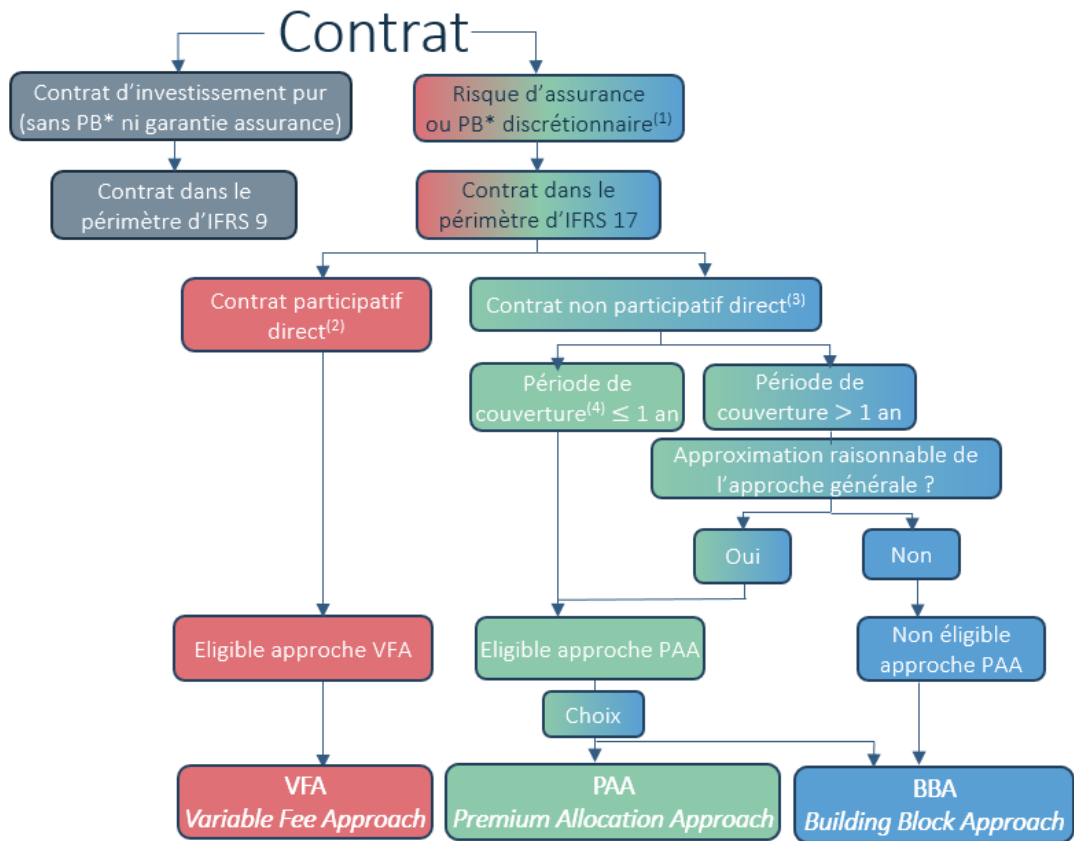 Contrat
Contrat d'investissement pur
(sans PB* ni garantie assurance)
Risque d'assurance
ou PB* discrétionnaire(1)
Contrat dans le
périmètre d'IFRS 9
Contrat dans le
périmètre d'IFRS 17
Contrat participatif
direct(2)
Contrat non participatif direct(3)
Période de
couverture(4) ≤ 1 an
Période de
couverture > 1 an
Approximation raisonnable de
l'approche générale ?
Oui
Non
Eligible approche VFA
Eligible approche PAA
Non éligible
approche PAA
Choix
VFA
Variable Fee Approach
PAA
Premium Allocation Approach
BBA
Building Block Approach